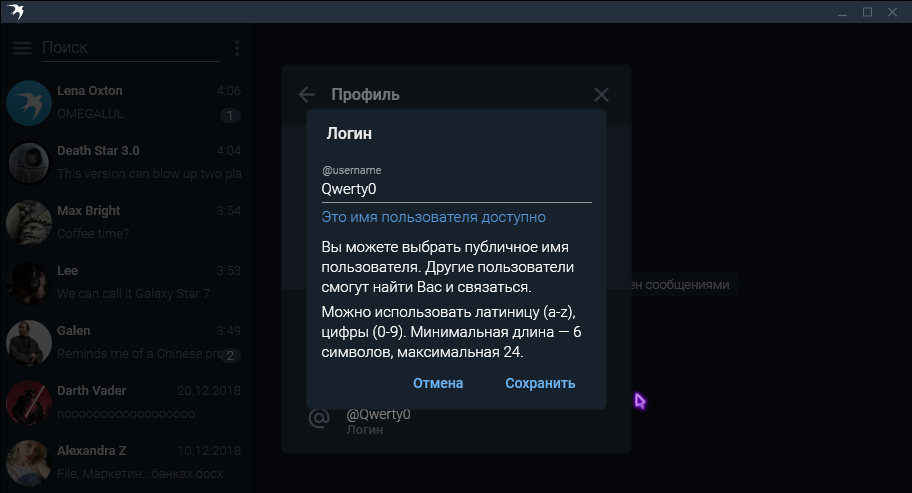 Поиск
Lena Oxton 4:06
OMEGALUL 1
Death Star 3.0 4:04
This version can blow up two pla
Max Bright 3:54
Coffee time?
Lee 3:53
We can call it Galaxy Star 7
Galen 3:49
Reminds me of a Chinese pro 2
Darth Vader 20.12.2018
noooooooooooooooooo
Alexandra Z 10.12.2018
File, Маркетин...банках.docx
Профиль
Логин
@username
Qwerty0
Это имя пользователя доступно
Вы можете выбрать публичное имя
пользователя. Другие пользователи
смогут найти Вас и связаться.
Можно использовать латиницу (a-z),
цифры (0-9). Минимальная длина — 6
символов, максимальная 24.
Отмена Сохранить
@Qwerty0
Логин
ен сообщениями